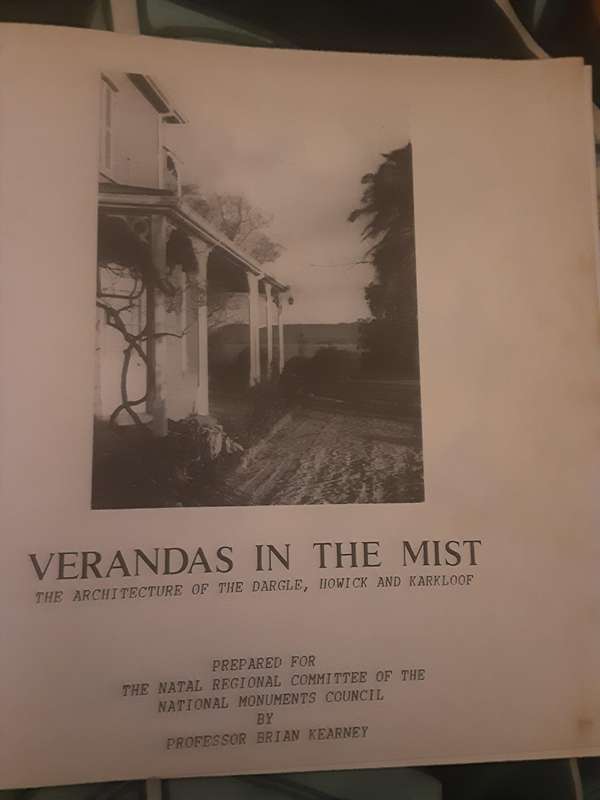 VERANDAS IN THE MIST
THE ARCHITECTURE OF THE DARGLE, HOWICK AND KARKLOOF
PREPARED FOR
THE NATAL REGIONAL COMMITTEE OF THE
NATIONAL MONUMENTS COUNCIL
BY
PROFESSOR BRIAN KEARNEY